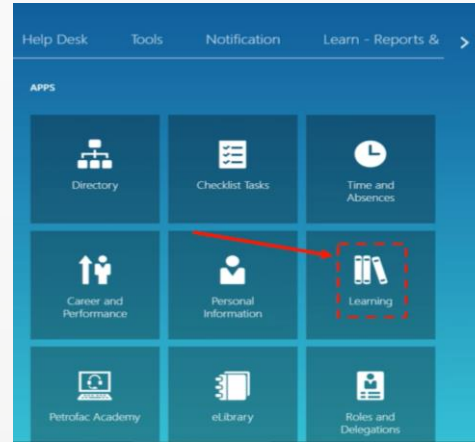 Help Desk Tools Notification Learn - Reports &
APPS
Directory
Checklist Tasks
Time and
Absences
Career and
Performance
Personal
Information
Learning
Petrofac Academy
eLibrary
Roles and
Delegations